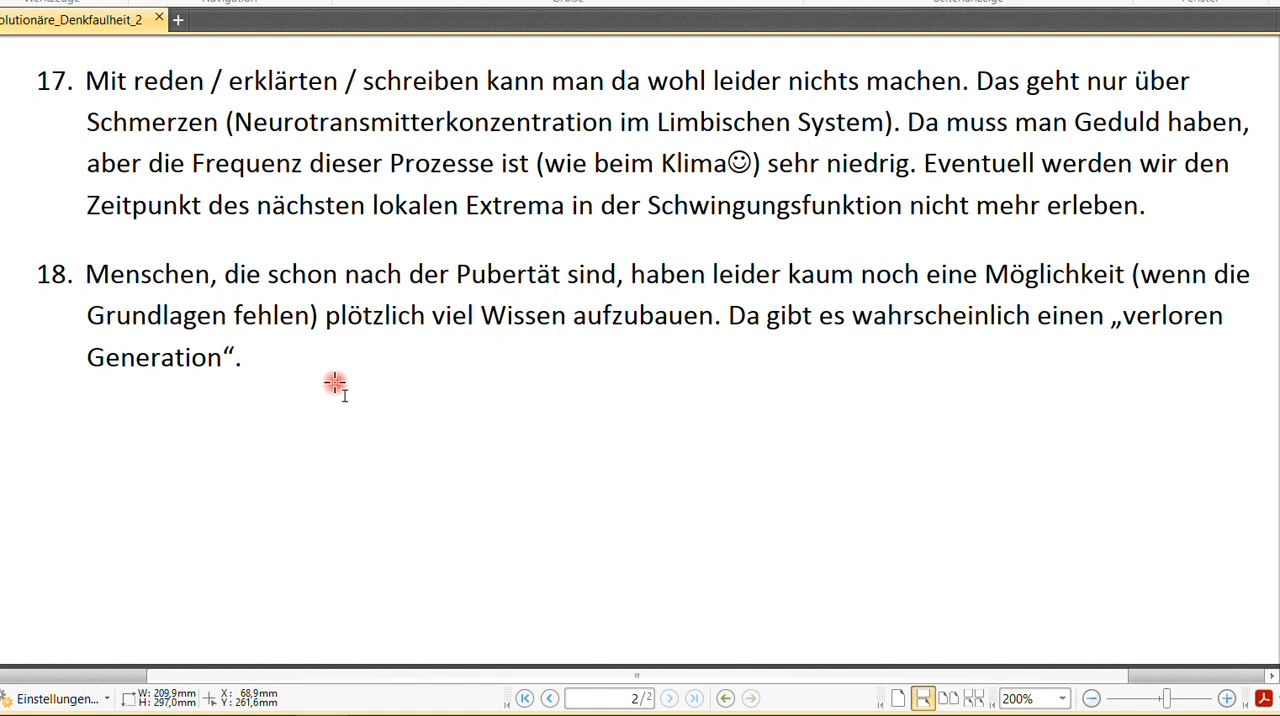 olutionäre_Denkfaulheit_2
17. Mit reden / erklärten / schreiben kann man da wohl leider nichts machen. Das geht nur über
Schmerzen (Neurotransmitterkonzentration im Limbischen System). Da muss man Geduld haben,
aber die Frequenz dieser Prozesse ist (wie beim Klima☺) sehr niedrig. Eventuell werden wir den
Zeitpunkt des nächsten lokalen Extrema in der Schwingungsfunktion nicht mehr erleben.
18. Menschen, die schon nach der Pubertät sind, haben leider kaum noch eine Möglichkeit (wenn die
Grundlagen fehlen) plötzlich viel Wissen aufzubauen. Da gibt es wahrscheinlich einen „verloren
Generation“.
Einstellungen... W: 209,9mm X: 68,9mm 2/2 200%
H: 297,0mm Y: 261,6mm